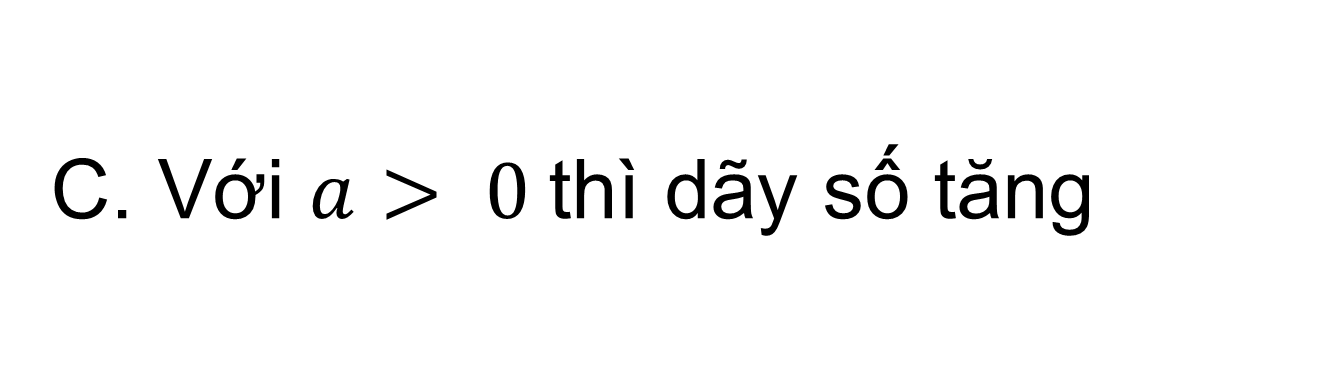 C. Với a > 0 thì dãy số tăng